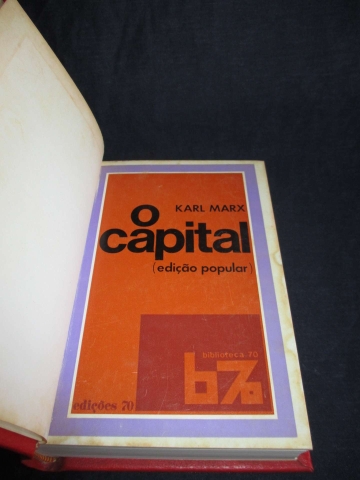 KARL MARX
o
capital
(edição popular)
biblioteca 70
b70
edições 70